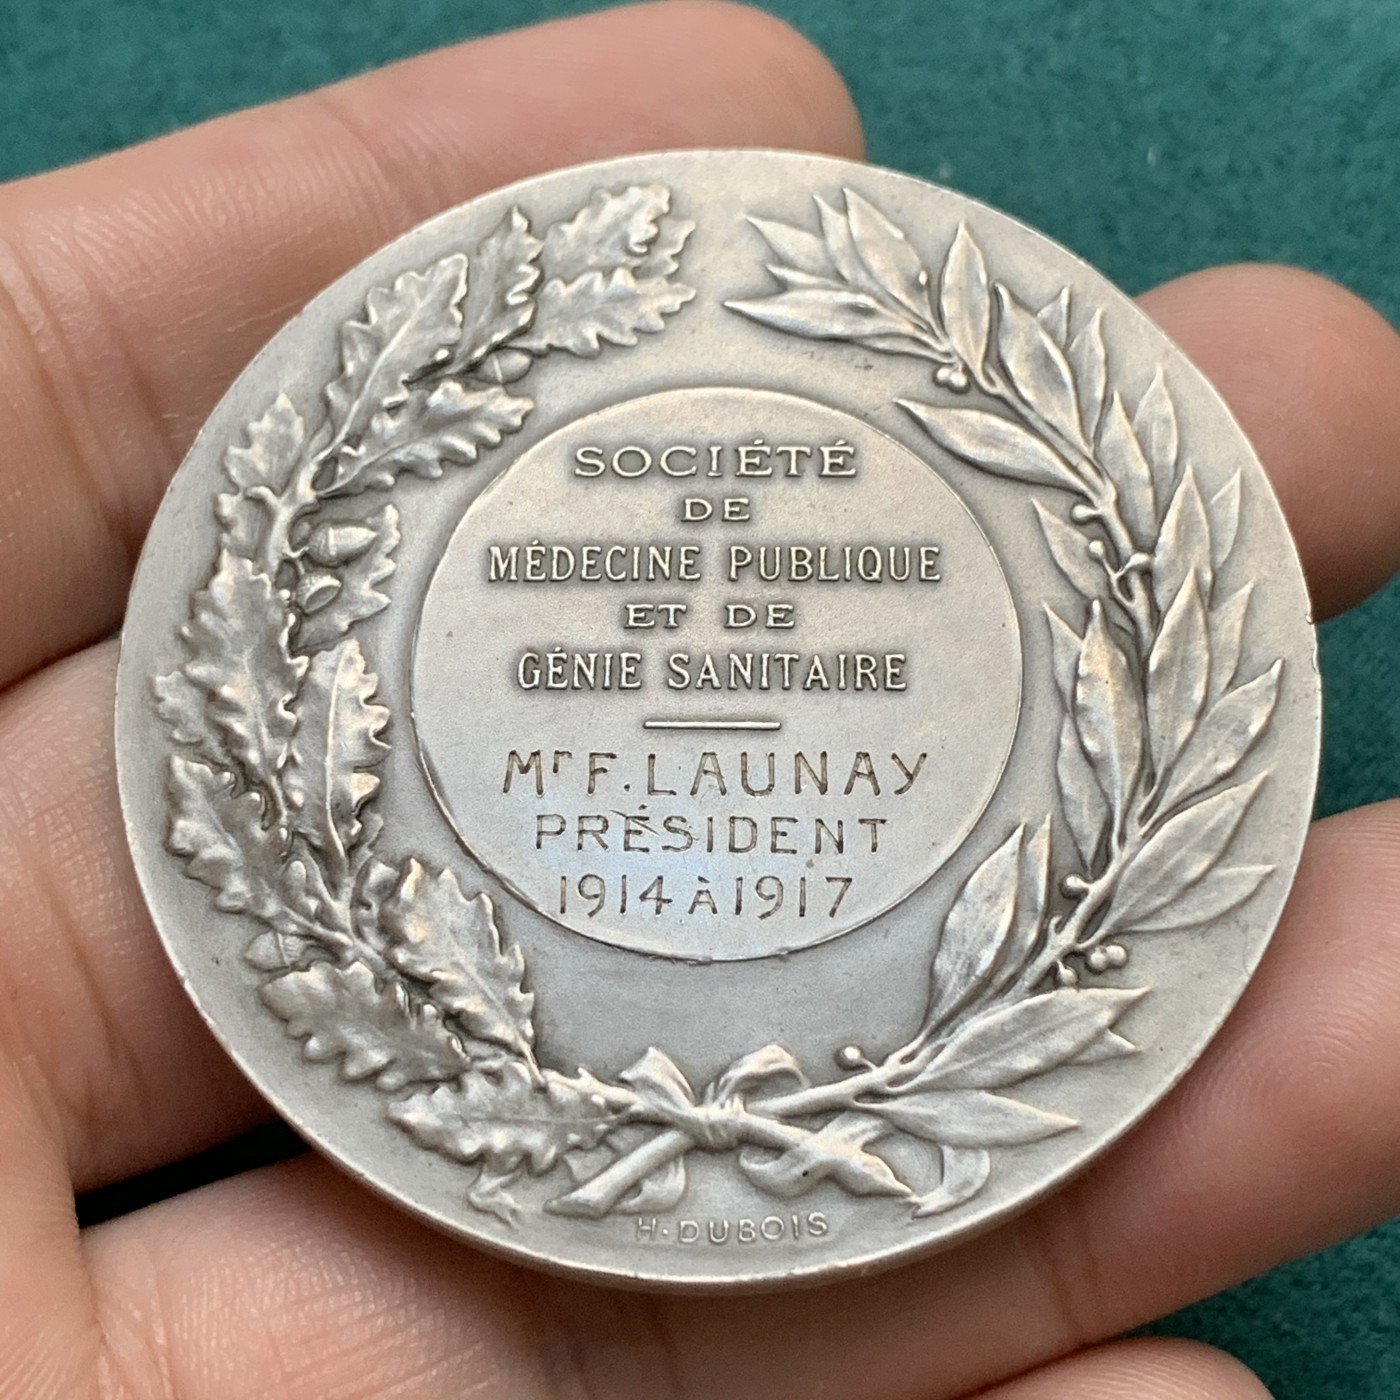 SOCIÉTÉ
DE
MÉDECINE PUBLIQUE
ET DE
GÉNIE SANITAIRE
Mr F. LAUNAY
PRÉSIDENT
1914 À 1917
H. DUBOIS